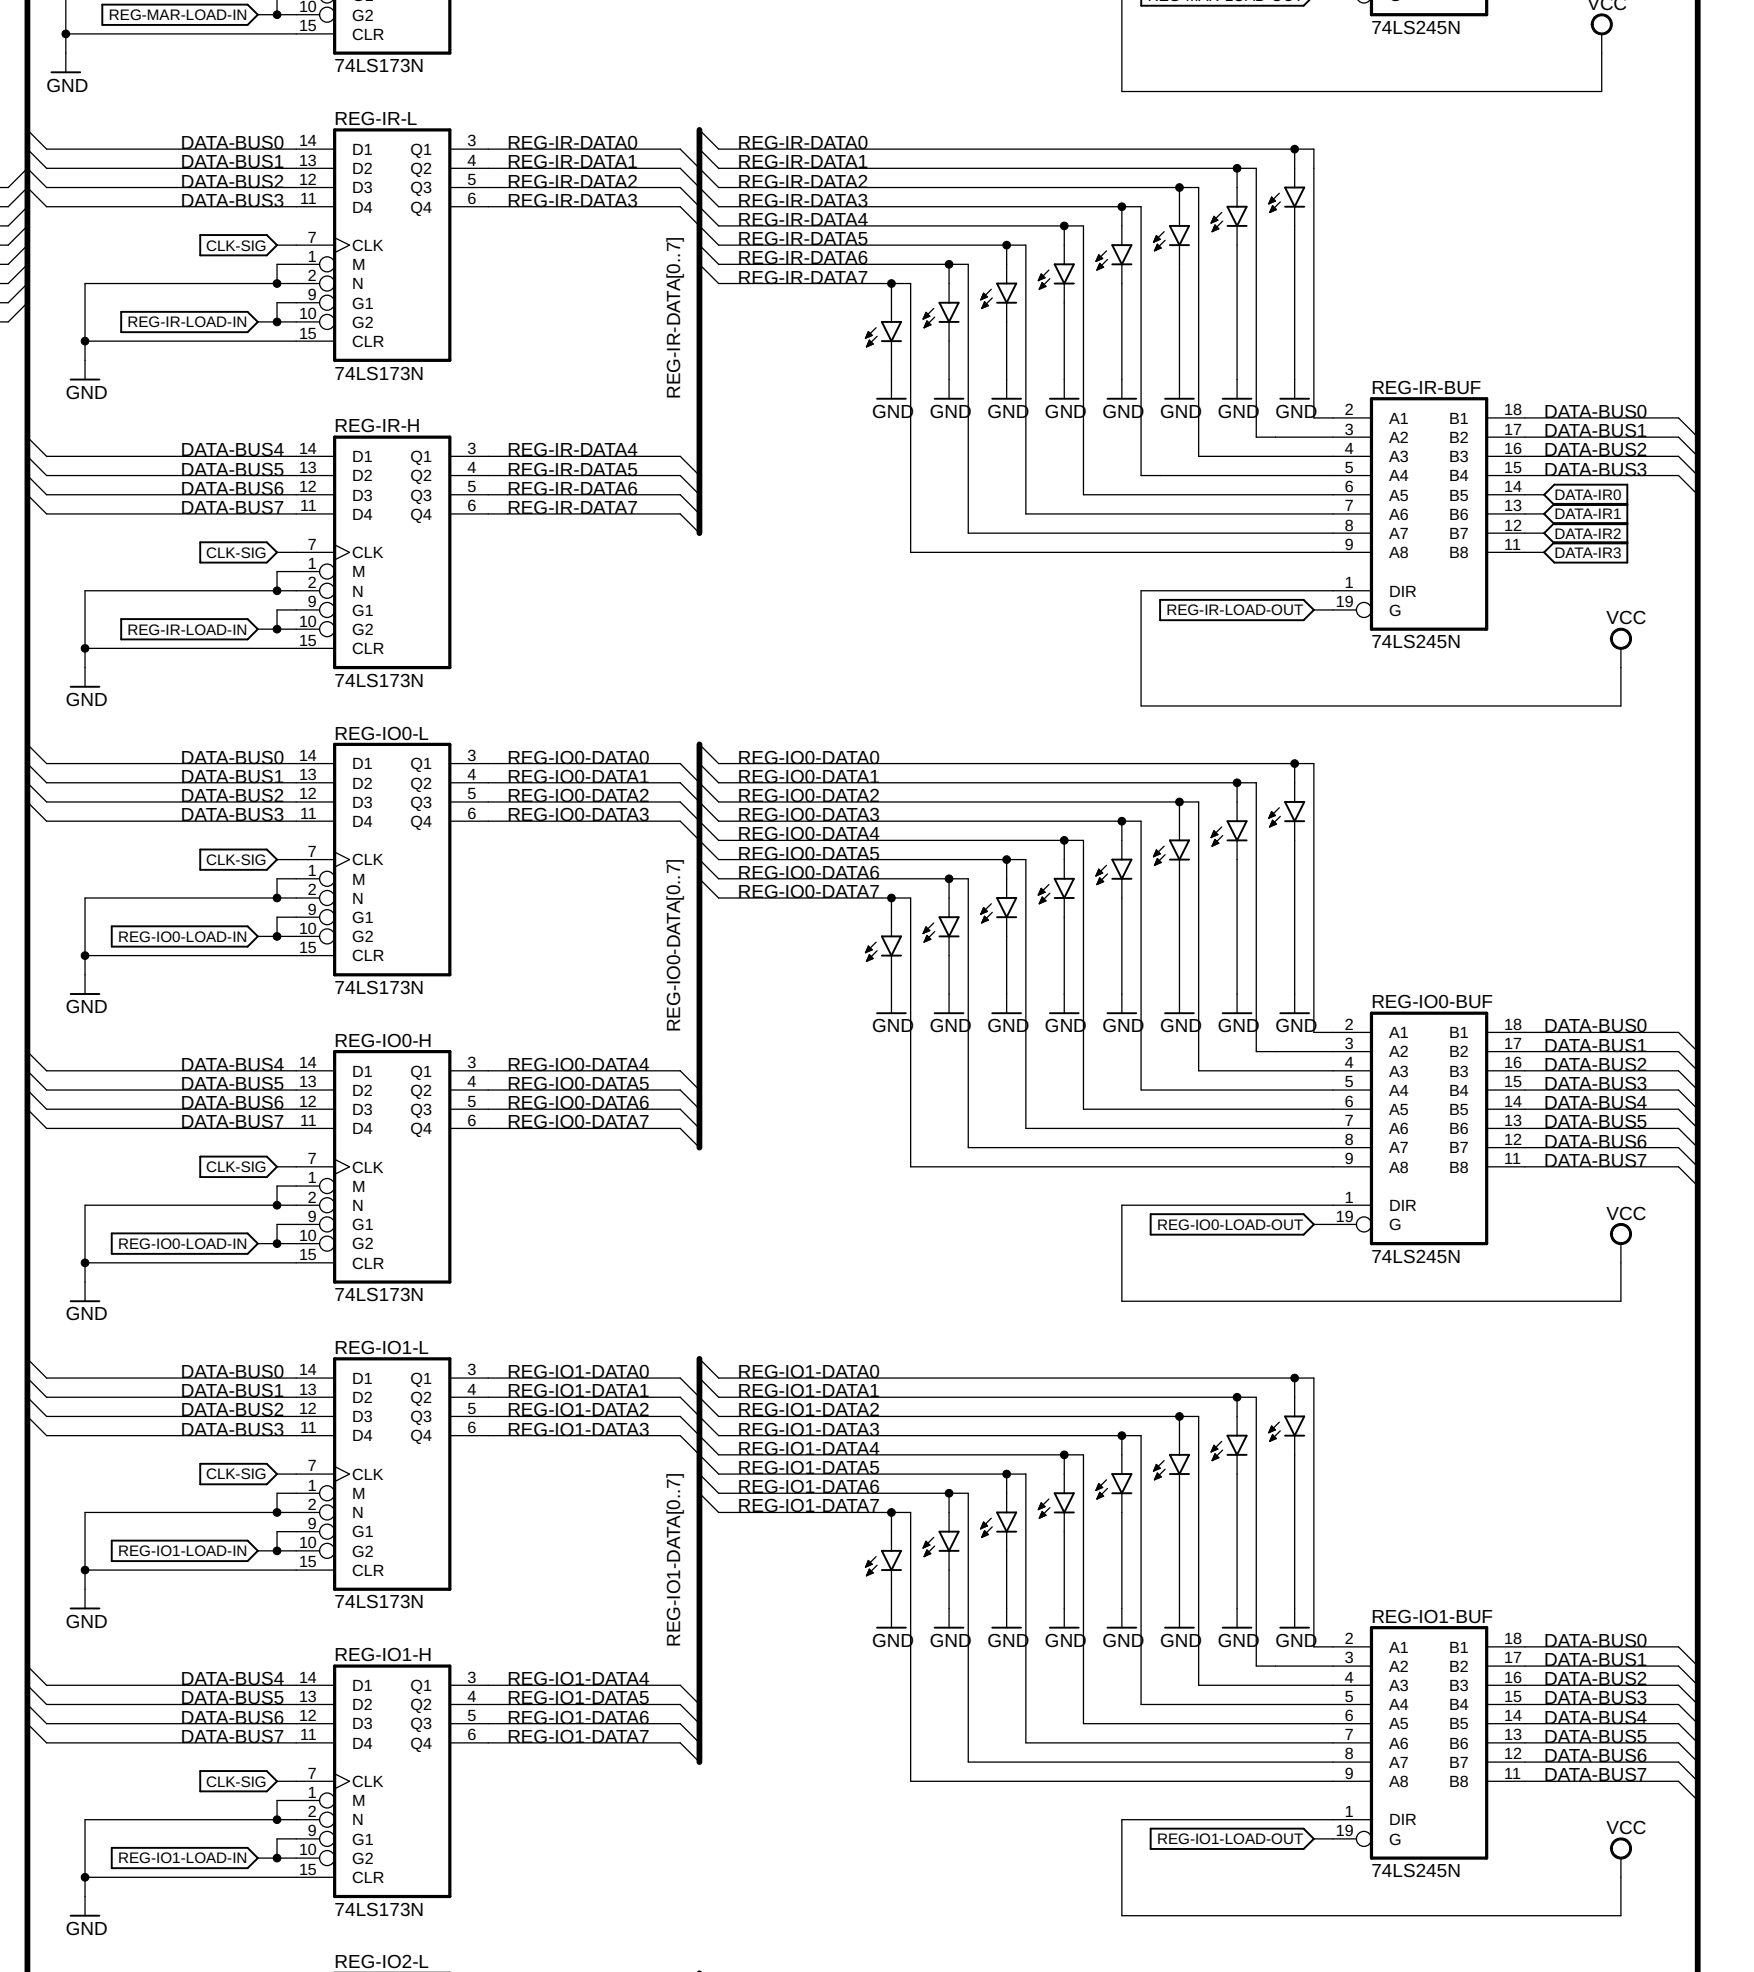 REG-MAR-LOAD-IN 10 G2
15 CLR
74LS173N
GND
74LS245N
VCC
REG-IR-L
DATA-BUS0 14 D1 Q1 3 REG-IR-DATA0
DATA-BUS1 13 D2 Q2 4 REG-IR-DATA1
DATA-BUS2 12 D3 Q3 5 REG-IR-DATA2
DATA-BUS3 11 D4 Q4 6 REG-IR-DATA3
CLK-SIG 7 CLK
1 M
2 N
9 G1
REG-IR-LOAD-IN 10 G2
15 CLR
GND
74LS173N
REG-IR-DATA[0..7]
REG-IR-DATA0
REG-IR-DATA1
REG-IR-DATA2
REG-IR-DATA3
REG-IR-DATA4
REG-IR-DATA5
REG-IR-DATA6
REG-IR-DATA7
GND GND GND GND GND GND GND GND
REG-IR-BUF
2 A1 B1 18 DATA-BUS0
3 A2 B2 17 DATA-BUS1
4 A3 B3 16 DATA-BUS2
5 A4 B4 15 DATA-BUS3
6 A5 B5 14 DATA-IR0
7 A6 B6 13 DATA-IR1
8 A7 B7 12 DATA-IR2
9 A8 B8 11 DATA-IR3
1 DIR
REG-IR-LOAD-OUT 19 G
74LS245N
VCC
REG-IR-H
DATA-BUS4 14 D1 Q1 3 REG-IR-DATA4
DATA-BUS5 13 D2 Q2 4 REG-IR-DATA5
DATA-BUS6 12 D3 Q3 5 REG-IR-DATA6
DATA-BUS7 11 D4 Q4 6 REG-IR-DATA7
CLK-SIG 7 CLK
1 M
2 N
9 G1
REG-IR-LOAD-IN 10 G2
15 CLR
GND
74LS173N
REG-IO0-L
DATA-BUS0 14 D1 Q1 3 REG-IO0-DATA0
DATA-BUS1 13 D2 Q2 4 REG-IO0-DATA1
DATA-BUS2 12 D3 Q3 5 REG-IO0-DATA2
DATA-BUS3 11 D4 Q4 6 REG-IO0-DATA3
CLK-SIG 7 CLK
1 M
2 N
9 G1
REG-IO0-LOAD-IN 10 G2
15 CLR
GND
74LS173N
REG-IO0-DATA[0..7]
REG-IO0-DATA0
REG-IO0-DATA1
REG-IO0-DATA2
REG-IO0-DATA3
REG-IO0-DATA4
REG-IO0-DATA5
REG-IO0-DATA6
REG-IO0-DATA7
GND GND GND GND GND GND GND GND
REG-IO0-BUF
2 A1 B1 18 DATA-BUS0
3 A2 B2 17 DATA-BUS1
4 A3 B3 16 DATA-BUS2
5 A4 B4 15 DATA-BUS3
6 A5 B5 14 DATA-BUS4
7 A6 B6 13 DATA-BUS5
8 A7 B7 12 DATA-BUS6
9 A8 B8 11 DATA-BUS7
1 DIR
REG-IO0-LOAD-OUT 19 G
74LS245N
VCC
REG-IO0-H
DATA-BUS4 14 D1 Q1 3 REG-IO0-DATA4
DATA-BUS5 13 D2 Q2 4 REG-IO0-DATA5
DATA-BUS6 12 D3 Q3 5 REG-IO0-DATA6
DATA-BUS7 11 D4 Q4 6 REG-IO0-DATA7
CLK-SIG 7 CLK
1 M
2 N
9 G1
REG-IO0-LOAD-IN 10 G2
15 CLR
GND
74LS173N
REG-IO1-L
DATA-BUS0 14 D1 Q1 3 REG-IO1-DATA0
DATA-BUS1 13 D2 Q2 4 REG-IO1-DATA1
DATA-BUS2 12 D3 Q3 5 REG-IO1-DATA2
DATA-BUS3 11 D4 Q4 6 REG-IO1-DATA3
CLK-SIG 7 CLK
1 M
2 N
9 G1
REG-IO1-LOAD-IN 10 G2
15 CLR
GND
74LS173N
REG-IO1-DATA[0..7]
REG-IO1-DATA0
REG-IO1-DATA1
REG-IO1-DATA2
REG-IO1-DATA3
REG-IO1-DATA4
REG-IO1-DATA5
REG-IO1-DATA6
REG-IO1-DATA7
GND GND GND GND GND GND GND GND
REG-IO1-BUF
2 A1 B1 18 DATA-BUS0
3 A2 B2 17 DATA-BUS1
4 A3 B3 16 DATA-BUS2
5 A4 B4 15 DATA-BUS3
6 A5 B5 14 DATA-BUS4
7 A6 B6 13 DATA-BUS5
8 A7 B7 12 DATA-BUS6
9 A8 B8 11 DATA-BUS7
1 DIR
REG-IO1-LOAD-OUT 19 G
74LS245N
VCC
REG-IO1-H
DATA-BUS4 14 D1 Q1 3 REG-IO1-DATA4
DATA-BUS5 13 D2 Q2 4 REG-IO1-DATA5
DATA-BUS6 12 D3 Q3 5 REG-IO1-DATA6
DATA-BUS7 11 D4 Q4 6 REG-IO1-DATA7
CLK-SIG 7 CLK
1 M
2 N
9 G1
REG-IO1-LOAD-IN 10 G2
15 CLR
GND
74LS173N
REG-IO2-L